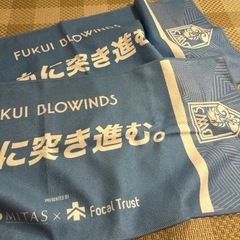 FUKUI BLOWINDS
に突き進む。
FUKUI BLOWINDS
に突き進む。
PRESENTED BY
MITAS × Focal Trust